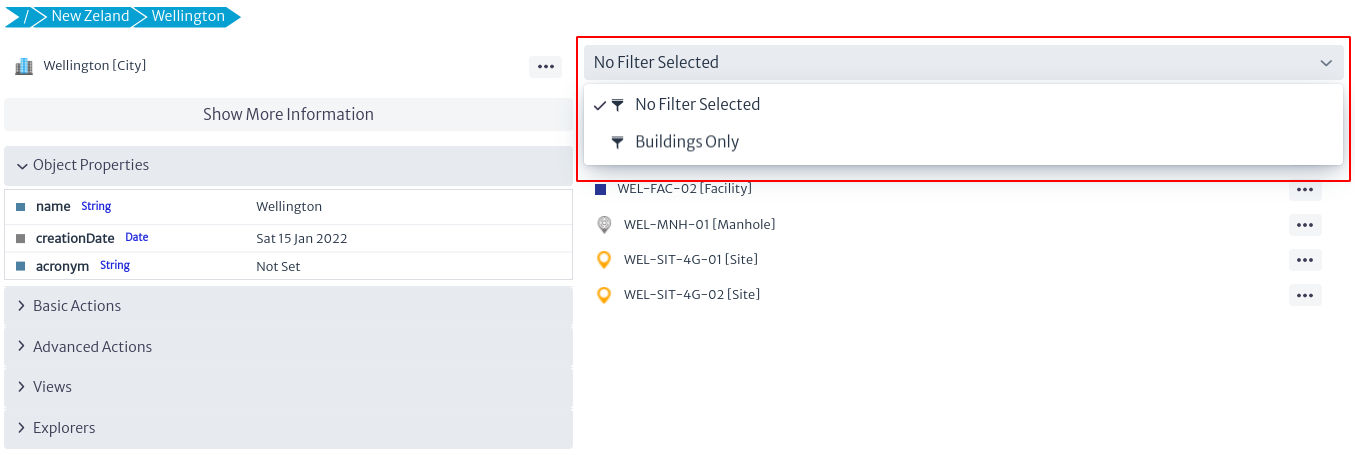 / New Zeland Wellington
Wellington [City]
Show More Information
Object Properties
name String Wellington
creationDate Date Sat 15 Jan 2022
acronym String Not Set
Basic Actions
Advanced Actions
Views
Explorers
No Filter Selected
No Filter Selected
Buildings Only
WEL-FAC-02 [Facility]
WEL-MNH-01 [Manhole]
WEL-SIT-4G-01 [Site]
WEL-SIT-4G-02 [Site]